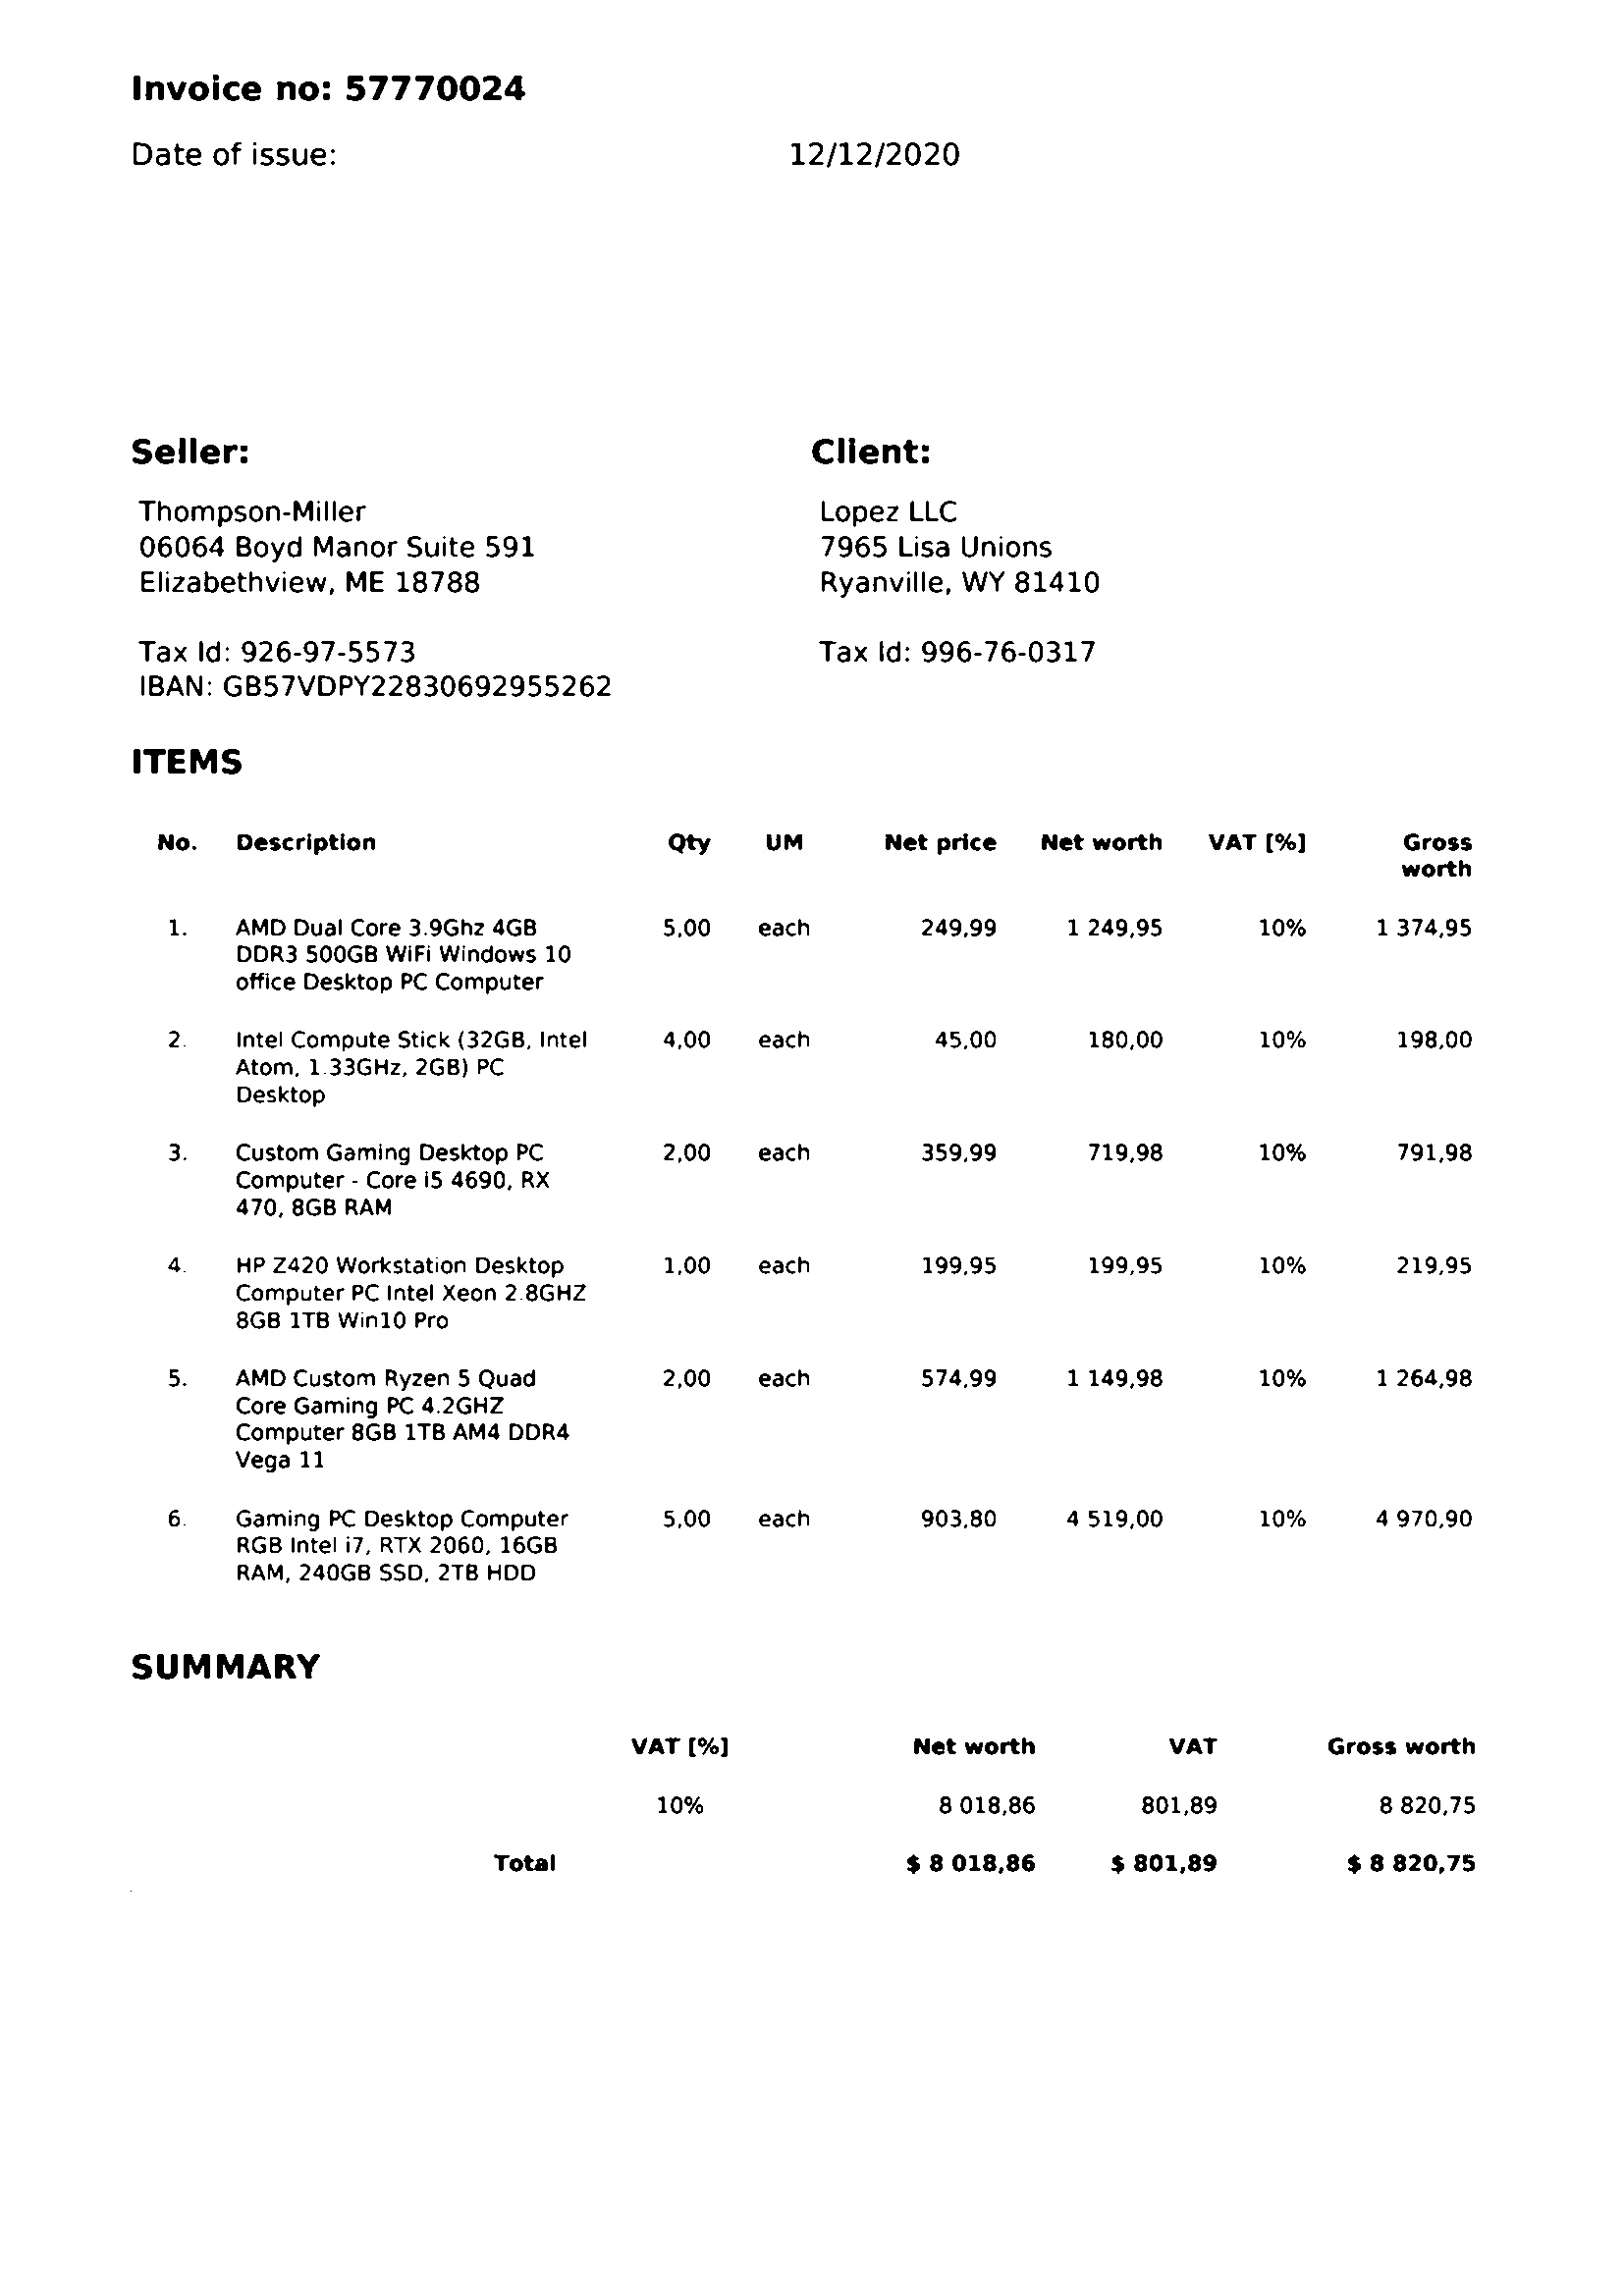 Invoice no: 57770024
Date of issue: 12/12/2020
Seller:
Thompson-Miller
06064 Boyd Manor Suite 591
Elizabethview, ME 18788
Tax Id: 926-97-5573
IBAN: GB57VDPY22830692955262
Client:
Lopez LLC
7965 Lisa Unions
Ryanville, WY 81410
Tax Id: 996-76-0317
ITEMS
No. Description Qty UM Net price Net worth VAT [%] Gross
worth
1. AMD Dual Core 3.9Ghz 4GB 5,00 each 249,99 1 249,95 10% 1 374,95
DDR3 500GB WiFi Windows 10
office Desktop PC Computer
2. Intel Compute Stick (32GB, Intel 4,00 each 45,00 180,00 10% 198,00
Atom, 1.33GHz, 2GB) PC
Desktop
3. Custom Gaming Desktop PC 2,00 each 359,99 719,98 10% 791,98
Computer - Core i5 4690, RX
470, 8GB RAM
4. HP Z420 Workstation Desktop 1,00 each 199,95 199,95 10% 219,95
Computer PC Intel Xeon 2.8GHZ
8GB 1TB Win10 Pro
5. AMD Custom Ryzen 5 Quad 2,00 each 574,99 1 149,98 10% 1 264,98
Core Gaming PC 4.2GHZ
Computer 8GB 1TB AM4 DDR4
Vega 11
6. Gaming PC Desktop Computer 5,00 each 903,80 4 519,00 10% 4 970,90
RGB Intel i7, RTX 2060, 16GB
RAM, 240GB SSD, 2TB HDD
SUMMARY
VAT [%] Net worth VAT Gross worth
10% 8 018,86 801,89 8 820,75
Total $ 8 018,86 $ 801,89 $ 8 820,75